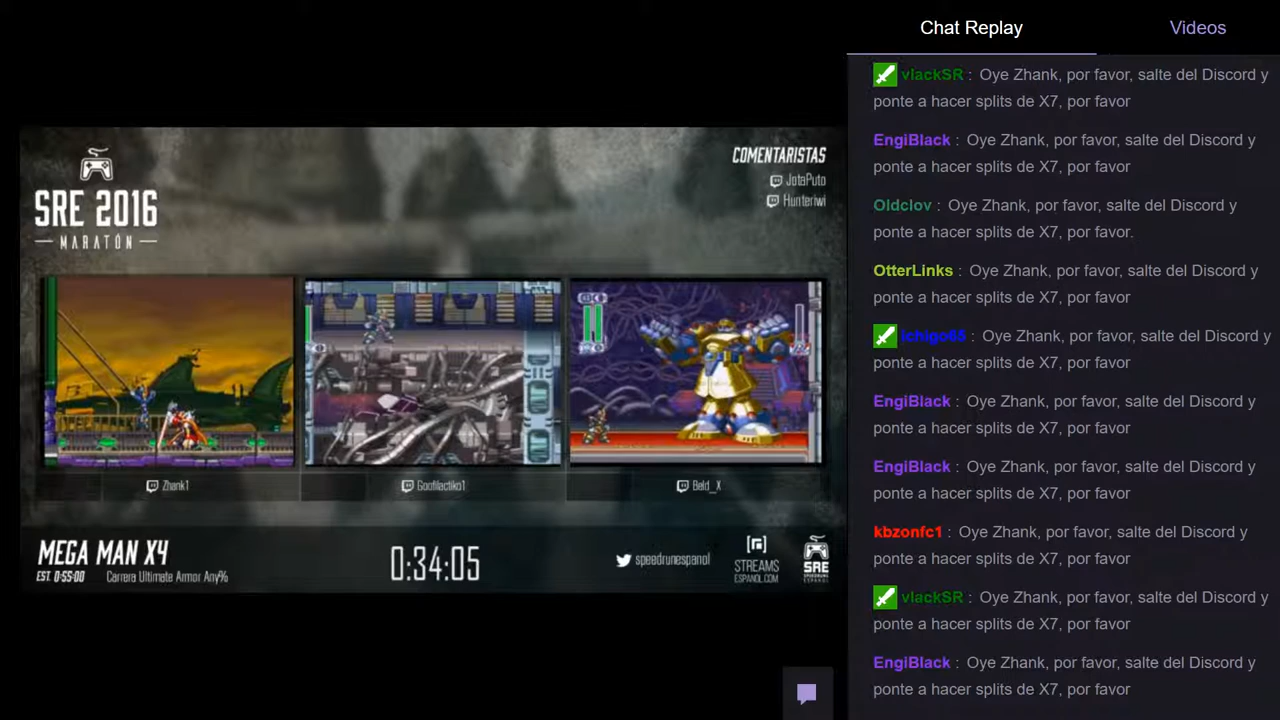 Chat Replay
Videos
SRE 2016
MARATÓN
COMENTARISTAS
JotaPuto
Hunteriwi
Zhank1
Goofilactiko1
Beld_X
MEGA MAN X4
EST. 0:55:00 Carrera Ultimate Armor Any%
0:34:05
speedrunespanol
STREAMS
ESPANOL.COM
SRE
vlackSR : Oye Zhank, por favor, salte del Discord y
ponte a hacer splits de X7, por favor
EngiBlack : Oye Zhank, por favor, salte del Discord y
ponte a hacer splits de X7, por favor
Oldclov : Oye Zhank, por favor, salte del Discord y
ponte a hacer splits de X7, por favor.
OtterLinks : Oye Zhank, por favor, salte del Discord y
ponte a hacer splits de X7, por favor
ichigo65 : Oye Zhank, por favor, salte del Discord y
ponte a hacer splits de X7, por favor
EngiBlack : Oye Zhank, por favor, salte del Discord y
ponte a hacer splits de X7, por favor
EngiBlack : Oye Zhank, por favor, salte del Discord y
ponte a hacer splits de X7, por favor
kbzonfc1 : Oye Zhank, por favor, salte del Discord y
ponte a hacer splits de X7, por favor
vlackSR : Oye Zhank, por favor, salte del Discord y
ponte a hacer splits de X7, por favor
EngiBlack : Oye Zhank, por favor, salte del Discord y
ponte a hacer splits de X7, por favor